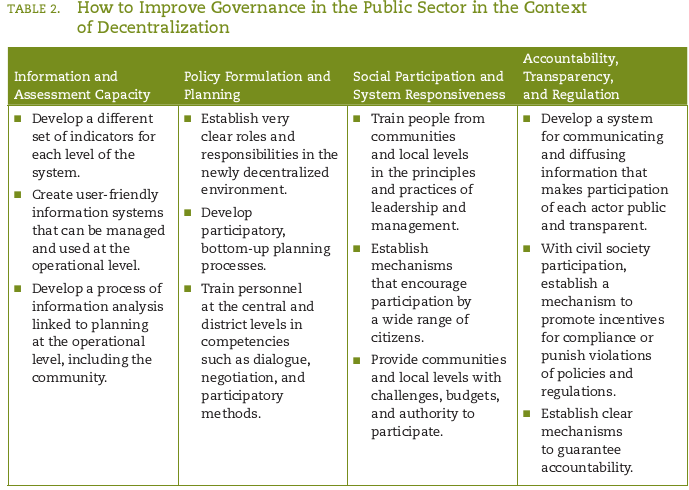 TABLE 2. How to Improve Governance in the Public Sector in the Context
of Decentralization
Information and
Assessment Capacity
■ Develop a different
set of indicators for
each level of the
system.
■ Create user-friendly
information systems
that can be managed
and used at the
operational level.
■ Develop a process of
information analysis
linked to planning
at the operational
level, including the
community.
Policy Formulation and
Planning
■ Establish very
clear roles and
responsibilities in the
newly decentralized
environment.
■ Develop
participatory,
bottom-up planning
processes.
■ Train personnel
at the central and
district levels in
competencies
such as dialogue,
negotiation, and
participatory
methods.
Social Participation and
System Responsiveness
■ Train people from
communities
and local levels
in the principles
and practices of
leadership and
management.
■ Establish
mechanisms
that encourage
participation by
a wide range of
citizens.
■ Provide communities
and local levels with
challenges, budgets,
and authority to
participate.
Accountability,
Transparency,
and Regulation
■ Develop a system
for communicating
and diffusing
information that
makes participation
of each actor public
and transparent.
■ With civil society
participation,
establish a
mechanism to
promote incentives
for compliance or
punish violations
of policies and
regulations.
■ Establish clear
mechanisms
to guarantee
accountability.